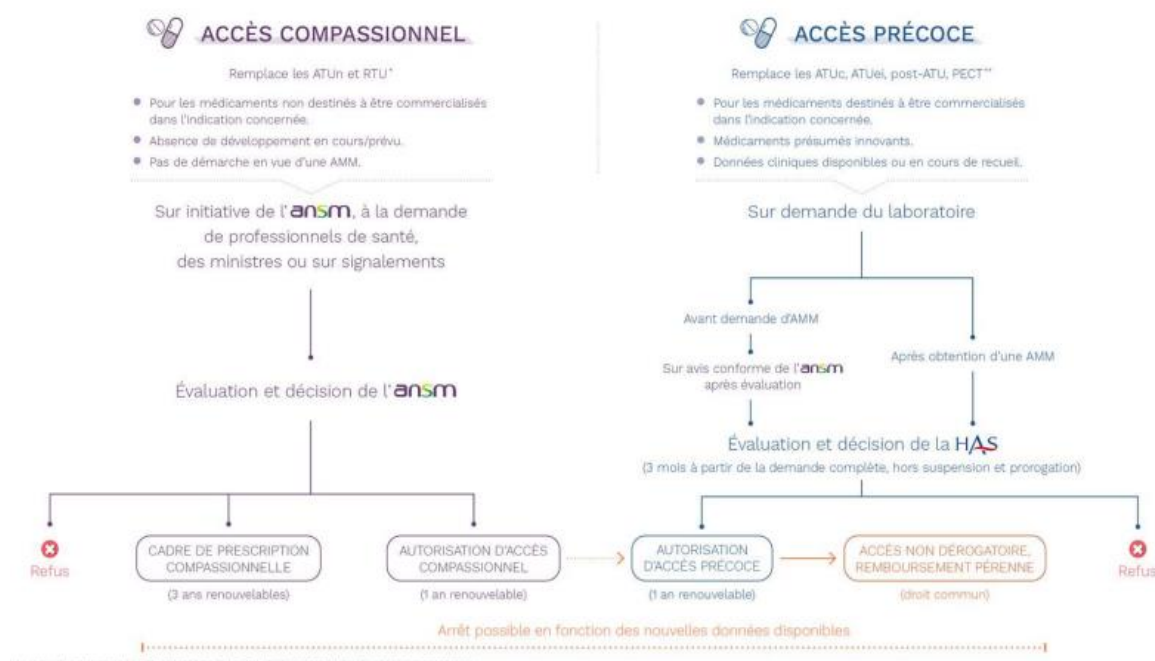 ACCÈS COMPASSIONNEL
Remplace les ATUn et RTU*
Pour les médicaments non destinés à être commercialisés
dans l'indication concernée.
Absence de développement en cours/prévu.
Pas de démarche en vue d'une AMM.
Sur initiative de l'ansm, à la demande
de professionnels de santé,
des ministres ou sur signalements
Évaluation et décision de l'ansm
Refus
CADRE DE PRESCRIPTION
COMPASSIONNELLE
(3 ans renouvelables)
AUTORISATION D'ACCÈS
COMPASSIONNEL
(1 an renouvelable)
ACCÈS PRÉCOCE
Remplace les ATUc, ATUei, post-ATU, PECT**
Pour les médicaments destinés à être commercialisés
dans l'indication concernée.
Médicaments présumés innovants.
Données cliniques disponibles ou en cours de recueil.
Sur demande du laboratoire
Avant demande d'AMM
Sur avis conforme de l'ansm
après évaluation
Après obtention d'une AMM
Évaluation et décision de la HAS
(3 mois à partir de la demande complète, hors suspension et prorogation)
AUTORISATION
D'ACCÈS PRÉCOCE
(1 an renouvelable)
ACCÈS NON DÉROGATOIRE,
REMBOURSEMENT PÉRENNE
(droit commun)
Refus
Arrêt possible en fonction des nouvelles données disponibles